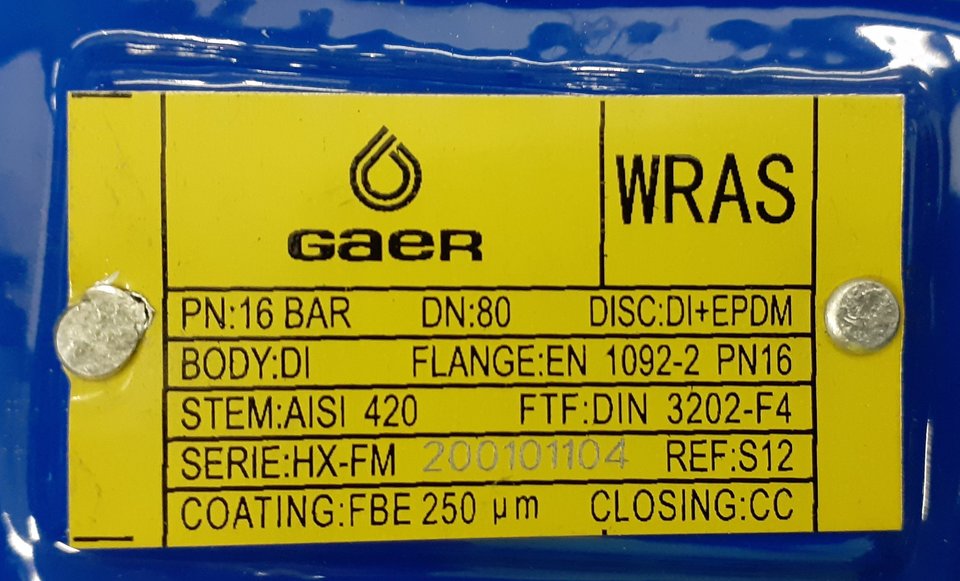 GAER
WRAS
PN:16 BAR DN:80 DISC:DI+EPDM
BODY:DI FLANGE:EN 1092-2 PN16
STEM:AISI 420 FTF:DIN 3202-F4
SERIE:HX-FM 200101104 REF:S12
COATING:FBE 250 μm CLOSING:CC